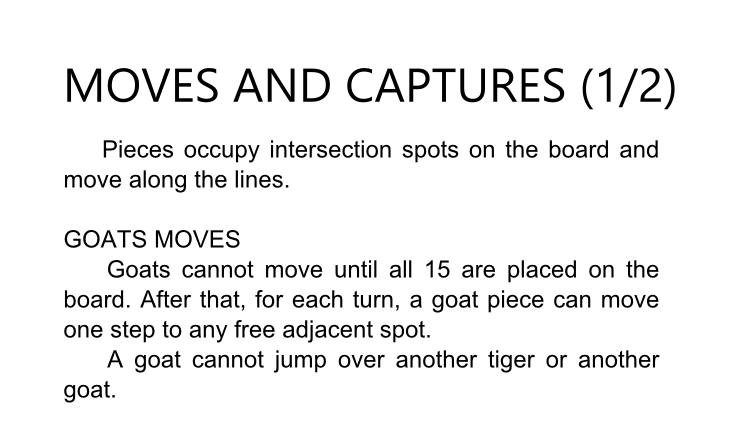 MOVES AND CAPTURES (1/2)
Pieces occupy intersection spots on the board and
move along the lines.
GOATS MOVES
Goats cannot move until all 15 are placed on the
board. After that, for each turn, a goat piece can move
one step to any free adjacent spot.
A goat cannot jump over another tiger or another
goat.